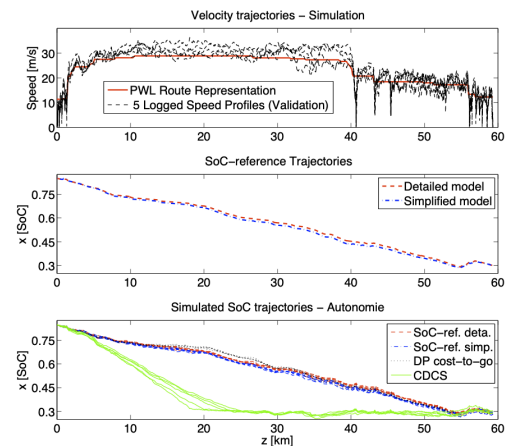 Velocity trajectories − Simulation
Speed [m/s]
30
20
10
0
PWL Route Representation
5 Logged Speed Profiles (Validation)
0 10 20 30 40 50 60
SoC−reference Trajectories
x [SoC]
0.75
0.6
0.45
0.3
Detailed model
Simplified model
0 10 20 30 40 50 60
Simulated SoC trajectories − Autonomie
x [SoC]
0.75
0.6
0.45
0.3
SoC−ref. deta.
SoC−ref. simp.
DP cost−to−go
CDCS
0 10 20 30 40 50 60
z [km]